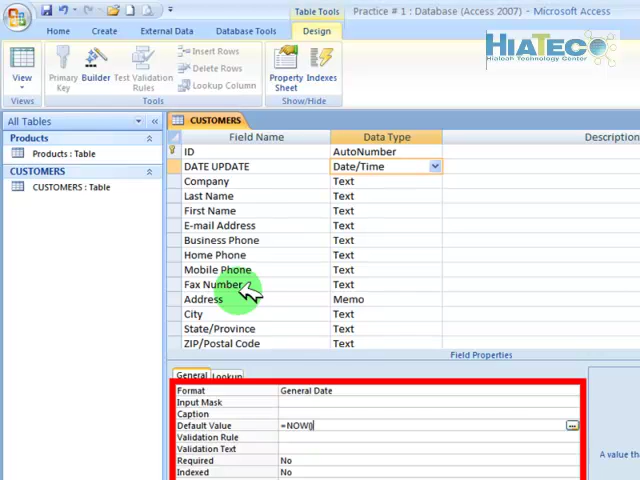 Table Tools
Practice # 1 : Database (Access 2007) - Microsoft Access
Home
Create
External Data
Database Tools
Design
HiATECO
Hialeah Technology Center
View
Primary Key
Builder
Test Validation Rules
Insert Rows
Delete Rows
Lookup Column
Property Sheet
Indexes
Views
Tools
Show/Hide
All Tables
Products
Products : Table
CUSTOMERS
CUSTOMERS : Table
CUSTOMERS
Field Name
Data Type
Description
ID
AutoNumber
DATE UPDATE
Date/Time
Company
Text
Last Name
Text
First Name
Text
E-mail Address
Text
Business Phone
Text
Home Phone
Text
Mobile Phone
Text
Fax Number
Text
Address
Memo
City
Text
State/Province
Text
ZIP/Postal Code
Text
Field Properties
General
Lookup
Format
General Date
Input Mask
Caption
Default Value
=NOW()
Validation Rule
Validation Text
Required
No
Indexed
No
A value tha